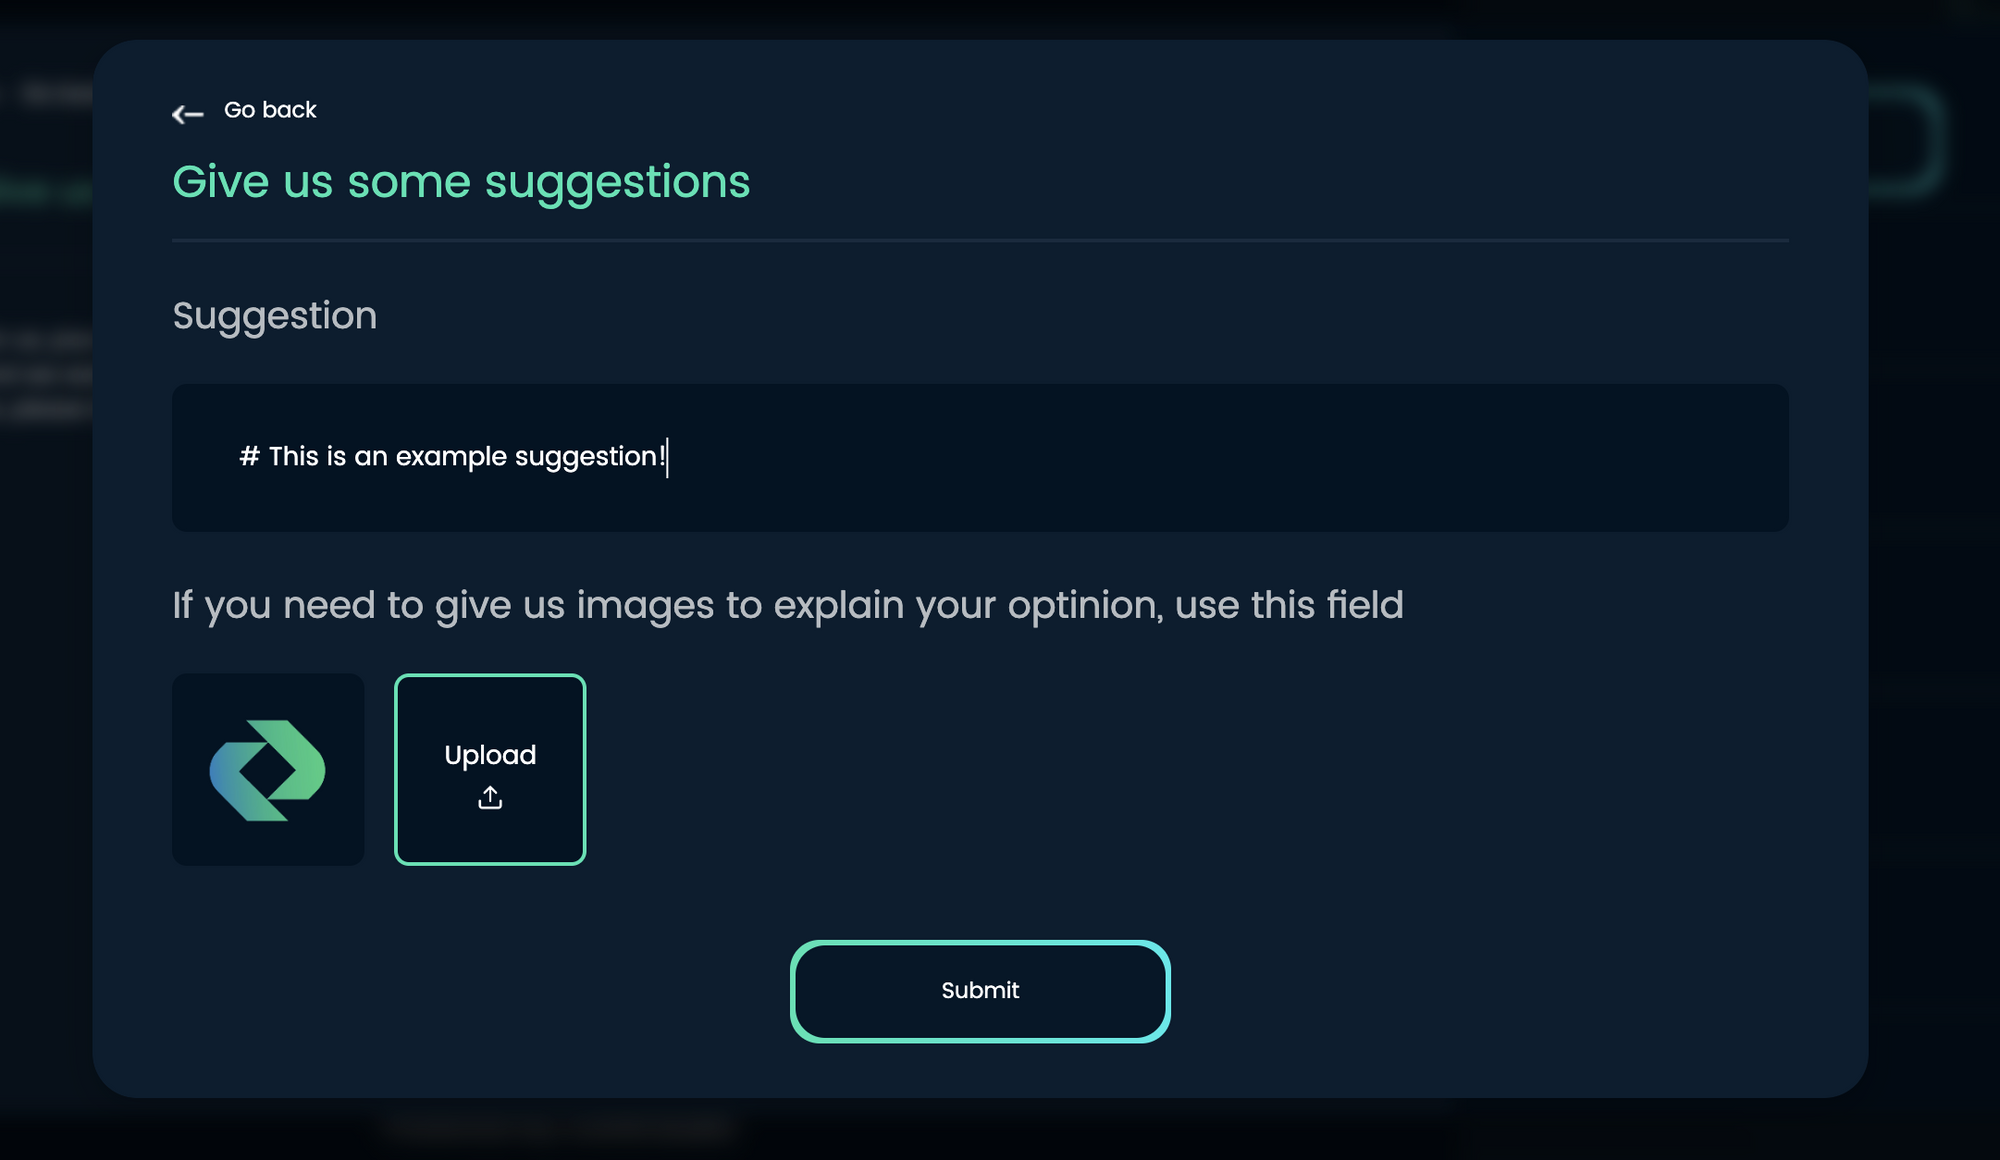 Go back
Give us some suggestions
Suggestion
# This is an example suggestion!
If you need to give us images to explain your optinion, use this field
Upload
Submit